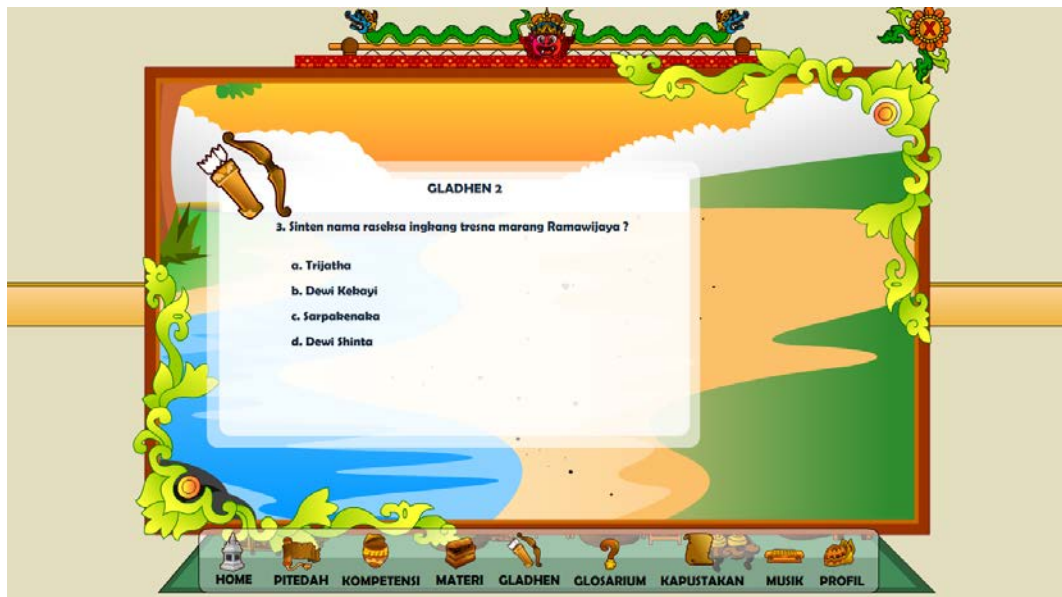 X
GLADHEN 2
3. Sinten nama raseksa ingkang tresna marang Ramawijaya ?
a. Trijatha
b. Dewi Kekayi
c. Sarpakenaka
d. Dewi Shinta
HOME PITEDAH KOMPETENSI MATERI GLADHEN GLOSARIUM KAPUSTAKAN MUSIK PROFIL